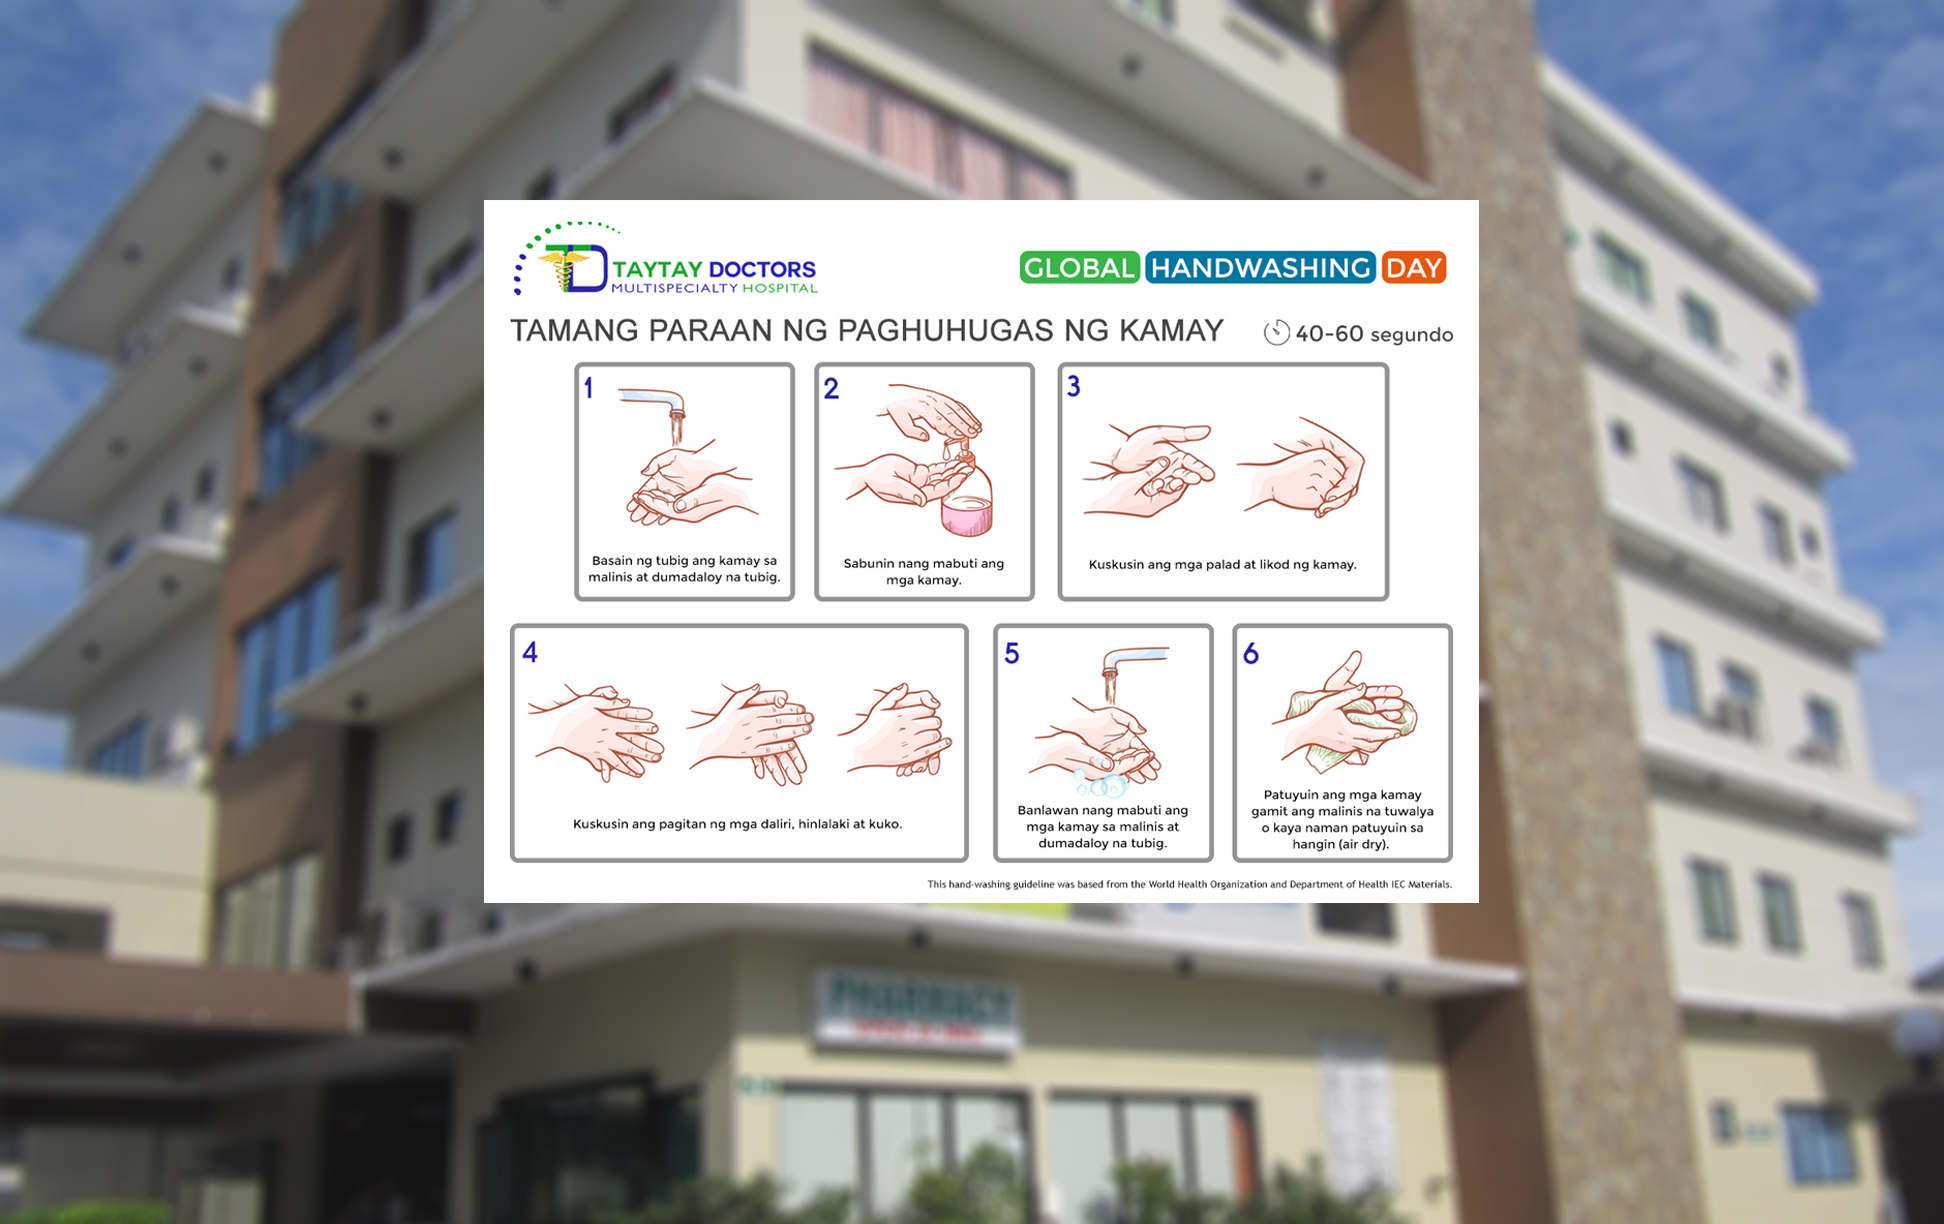 TAYTAY DOCTORS
MULTISPECIALTY HOSPITAL
GLOBAL HANDWASHING DAY
TAMANG PARAAN NG PAGHUHUGAS NG KAMAY
40-60 segundo
1
Basain ng tubig ang kamay sa
malinis at dumadaloy na tubig.
2
Sabunin nang mabuti ang
mga kamay.
3
Kuskusin ang mga palad at likod ng kamay.
4
Kuskusin ang pagitan ng mga daliri, hinlalaki at kuko.
5
Banlawan nang mabuti ang
mga kamay sa malinis at
dumadaloy na tubig.
6
Patuyuin ang mga kamay
gamit ang malinis na tuwalya
o kaya naman patuyuin sa
hangin (air dry).
This hand-washing guideline was based from the World Health Organization and Department of Health IEC Materials.
PHARMACY